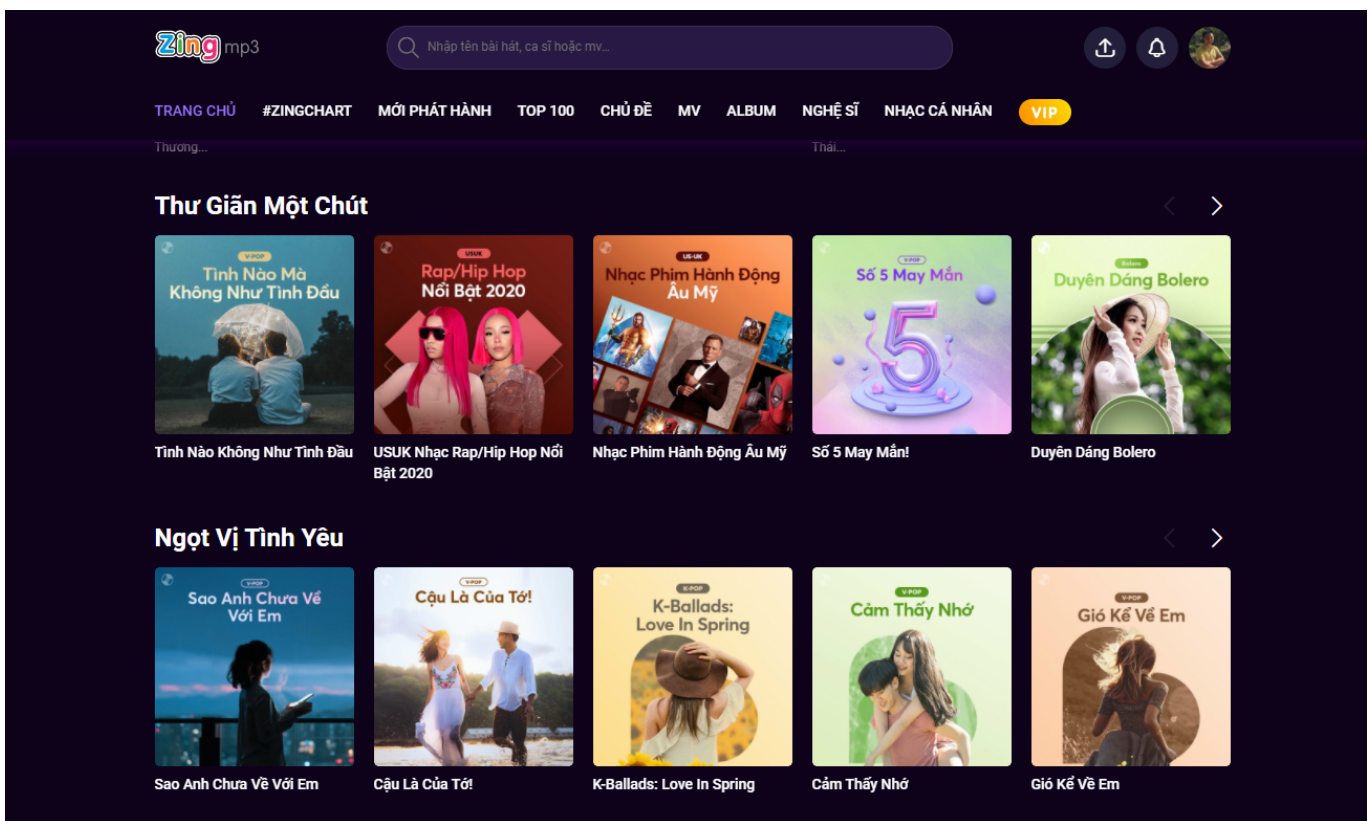 Zing mp3
Nhập tên bài hát, ca sĩ hoặc mv...
TRANG CHỦ #ZINGCHART MỚI PHÁT HÀNH TOP 100 CHỦ ĐỀ MV ALBUM NGHỆ SĨ NHẠC CÁ NHÂN VIP
Thương... Thái...
Thư Giãn Một Chút
V-POP
Tình Nào Mà
Không Như Tình Đầu
USUK
Rap/Hip Hop
Nổi Bật 2020
US-UK
Nhạc Phim Hành Động
Âu Mỹ
V-POP
Số 5 May Mắn
5
Bolero
Duyên Dáng Bolero
Tình Nào Không Như Tình Đầu
USUK Nhạc Rap/Hip Hop Nổi
Bật 2020
Nhạc Phim Hành Động Âu Mỹ
Số 5 May Mắn!
Duyên Dáng Bolero
Ngọt Vị Tình Yêu
V-POP
Sao Anh Chưa Về
Với Em
V-POP
Cậu Là Của Tớ!
K-POP
K-Ballads:
Love In Spring
V-POP
Cảm Thấy Nhớ
V-POP
Gió Kể Về Em
Sao Anh Chưa Về Với Em
Cậu Là Của Tớ!
K-Ballads: Love In Spring
Cảm Thấy Nhớ
Gió Kể Về Em